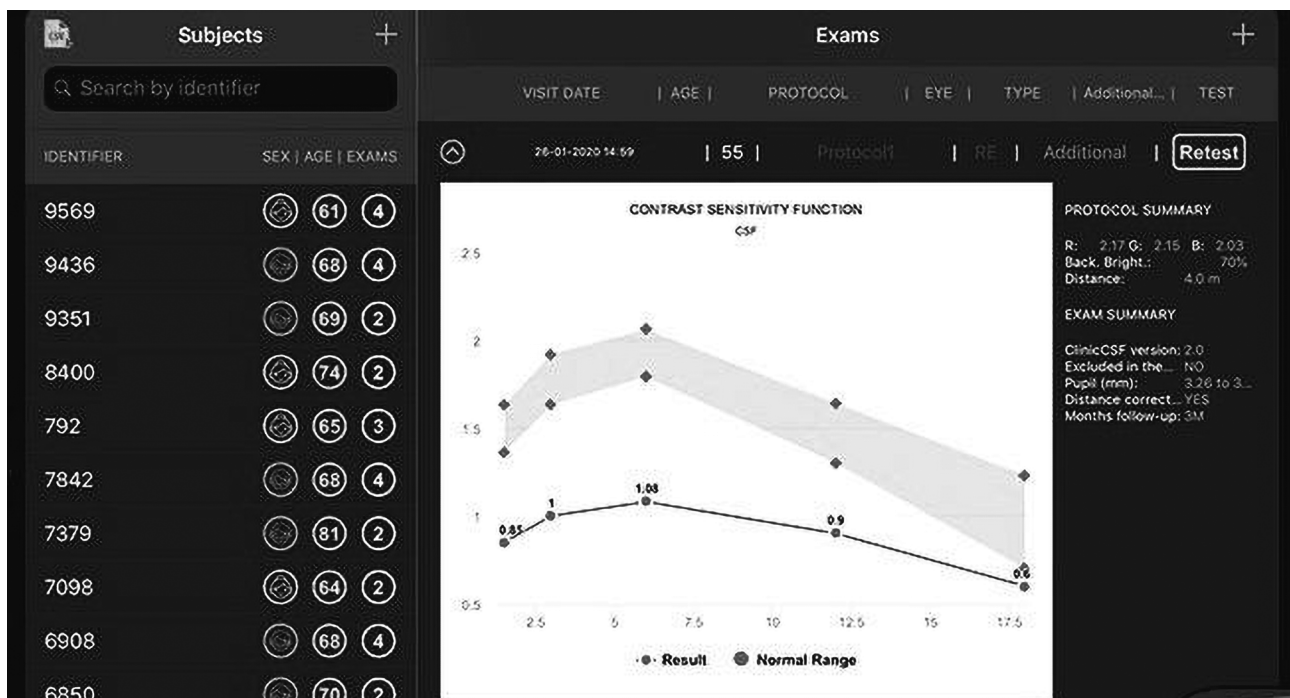 CSV
Subjects +
Search by identifier
IDENTIFIER SEX | AGE | EXAMS
9569 61 4
9436 68 4
9351 69 2
8400 74 2
792 65 3
7842 68 4
7379 81 2
7098 64 2
6908 68 4
6850 70 2
Exams +
VISIT DATE | AGE | PROTOCOL | EYE | TYPE | Additional... | TEST
26-01-2020 14:59 | 55 | Protocol1 | RE | Additional | Retest
CONTRAST SENSITIVITY FUNCTION
CSF
2.5
2
1.5
1
0.5
0.85 1 1.08 0.9 0.6
2.5 5 7.5 10 12.5 15 17.5
Result Normal Range
PROTOCOL SUMMARY
R: 2.17 G: 2.15 B: 2.03
Back. Bright.: 70%
Distance: 4.0 m
EXAM SUMMARY
ClinicCSF version: 2.0
Excluded in the... NO
Pupil (mm): 3.26 to 3...
Distance correct... YES
Months follow-up: 3M